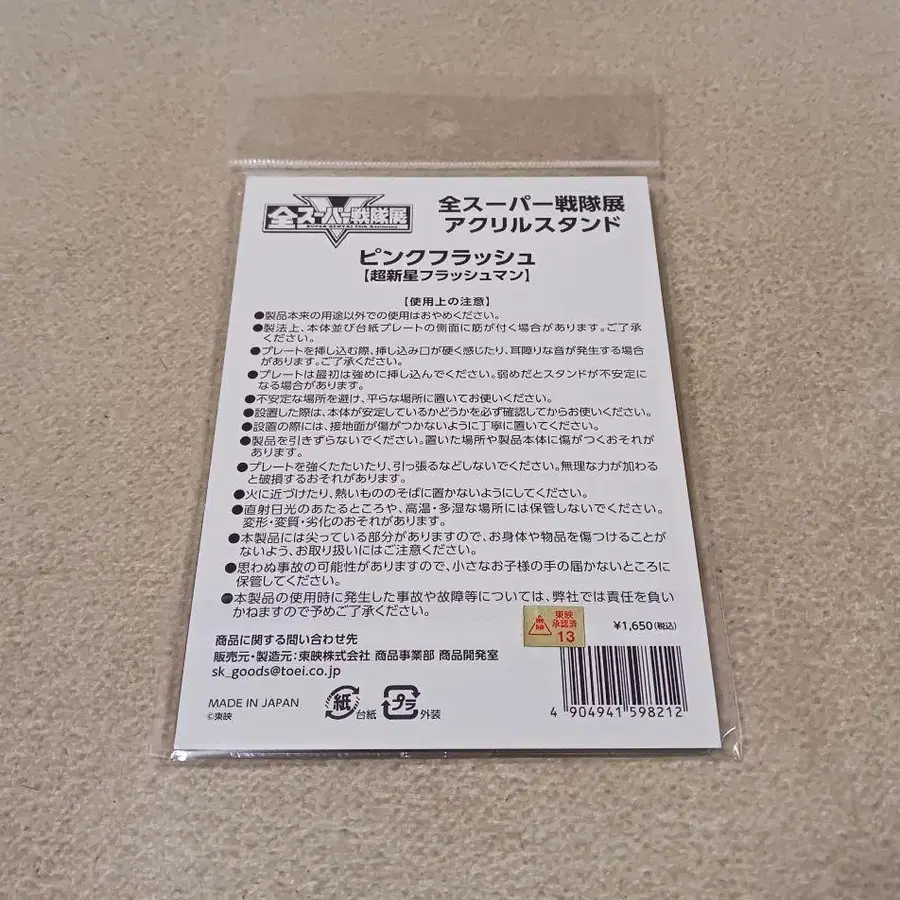 全スーパー戦隊展
全スーパー戦隊展
アクリルスタンド
ピンクフラッシュ
【超新星フラッシュマン】
【使用上の注意】
●製品本来の用途以外での使用はおやめください。
●製法上、本体並び台紙プレートの側面に筋が付く場合があります。ご了承
ください。
●プレートを挿し込む際、挿し込み口が硬く感じたり、耳障りな音が発生する場合
があります。ご了承ください。
●プレートは最初は強めに挿し込んでください。弱めだとスタンドが不安定に
なる場合があります。
●不安定な場所を避け、平らな場所に置いてお使いください。
●設置した際は、本体が安定しているかどうかを必ず確認してからお使いください。
●設置の際には、接地面が傷がつかないように丁寧に置いてください。
●製品を引きずらないでください。置いた場所や製品本体に傷がつくおそれが
あります。
●プレートを強くたたいたり、引っ張るなどしないでください。無理な力が加わる
と破損するおそれがあります。
●火に近づけたり、熱いもののそばに置かないようにしてください。
●直射日光のあたるところや、高温・多湿な場所には保管しないでください。
変形・変質・劣化のおそれがあります。
●本製品には尖っている部分がありますので、お身体や物品を傷つけることが
ないよう、お取り扱いにはご注意ください。
●思わぬ事故の可能性がありますので、小さなお子様の手の届かないところに
保管してください。
●本製品の使用時に発生した事故や故障等については、弊社では責任を負い
かねますので予めご了承ください。
東映
承認済
13
¥1,650(税込)
商品に関する問い合わせ先
販売元・製造元:東映株式会社 商品事業部 商品開発室
sk_goods@toei.co.jp
MADE IN JAPAN
©東映
紙 台紙
プラ 外装
4 904941 598212